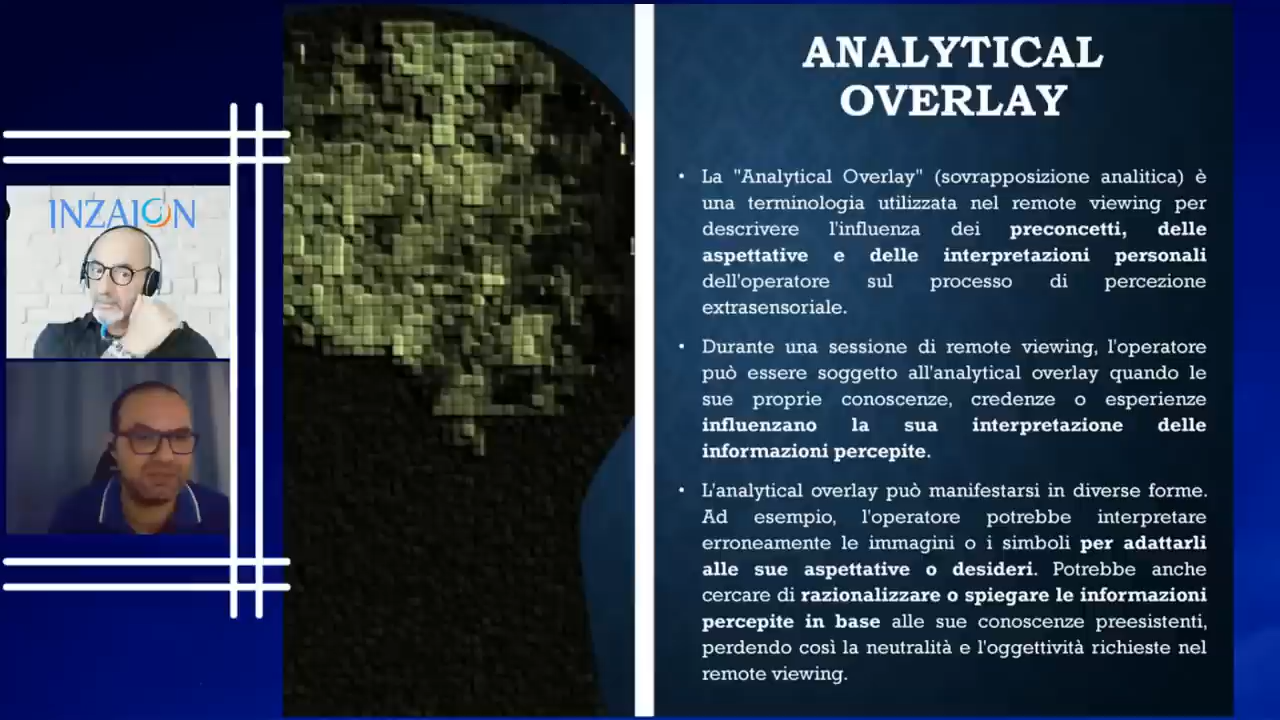 INZAION
ANALYTICAL
OVERLAY
• La "Analytical Overlay" (sovrapposizione analitica) è
una terminologia utilizzata nel remote viewing per
descrivere l'influenza dei preconcetti, delle
aspettative e delle interpretazioni personali
dell'operatore sul processo di percezione
extrasensoriale.
• Durante una sessione di remote viewing, l'operatore
può essere soggetto all'analytical overlay quando le
sue proprie conoscenze, credenze o esperienze
influenzano la sua interpretazione delle
informazioni percepite.
• L'analytical overlay può manifestarsi in diverse forme.
Ad esempio, l'operatore potrebbe interpretare
erroneamente le immagini o i simboli per adattarli
alle sue aspettative o desideri. Potrebbe anche
cercare di razionalizzare o spiegare le informazioni
percepite in base alle sue conoscenze preesistenti,
perdendo così la neutralità e l'oggettività richieste nel
remote viewing.